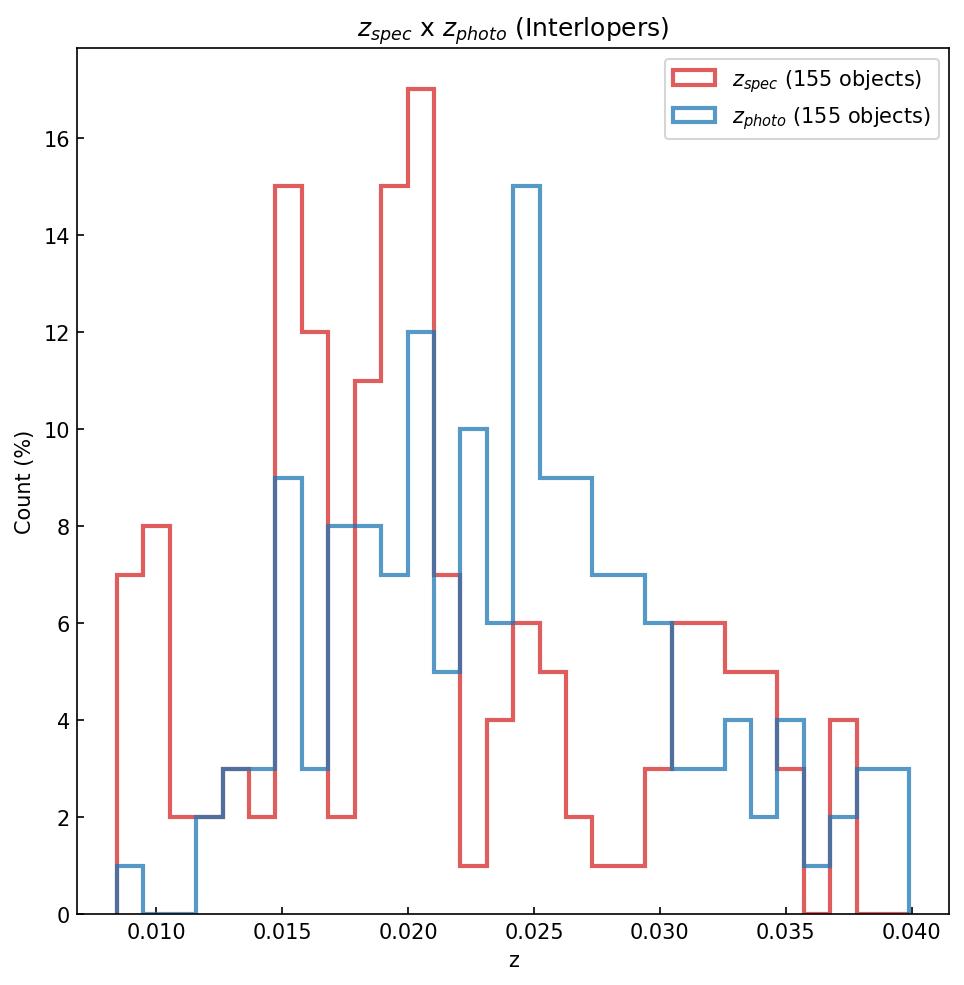 z_spec x z_photo (Interlopers)
z_spec (155 objects)
z_photo (155 objects)
Count (%)
16
14
12
10
8
6
4
2
0
0.010 0.015 0.020 0.025 0.030 0.035 0.040
z